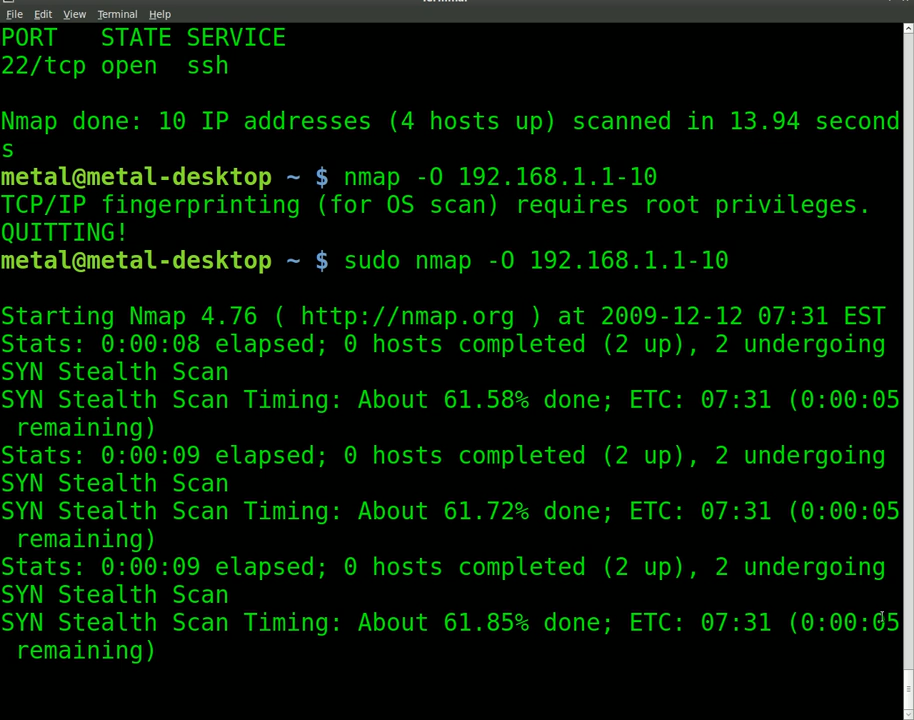 File Edit View Terminal Help
PORT   STATE SERVICE
22/tcp open  ssh
Nmap done: 10 IP addresses (4 hosts up) scanned in 13.94 second
s
metal@metal-desktop ~ $ nmap -O 192.168.1.1-10
TCP/IP fingerprinting (for OS scan) requires root privileges.
QUITTING!
metal@metal-desktop ~ $ sudo nmap -O 192.168.1.1-10
Starting Nmap 4.76 ( http://nmap.org ) at 2009-12-12 07:31 EST
Stats: 0:00:08 elapsed; 0 hosts completed (2 up), 2 undergoing
SYN Stealth Scan
SYN Stealth Scan Timing: About 61.58% done; ETC: 07:31 (0:00:05
 remaining)
Stats: 0:00:09 elapsed; 0 hosts completed (2 up), 2 undergoing
SYN Stealth Scan
SYN Stealth Scan Timing: About 61.72% done; ETC: 07:31 (0:00:05
 remaining)
Stats: 0:00:09 elapsed; 0 hosts completed (2 up), 2 undergoing
SYN Stealth Scan
SYN Stealth Scan Timing: About 61.85% done; ETC: 07:31 (0:00:05
 remaining)